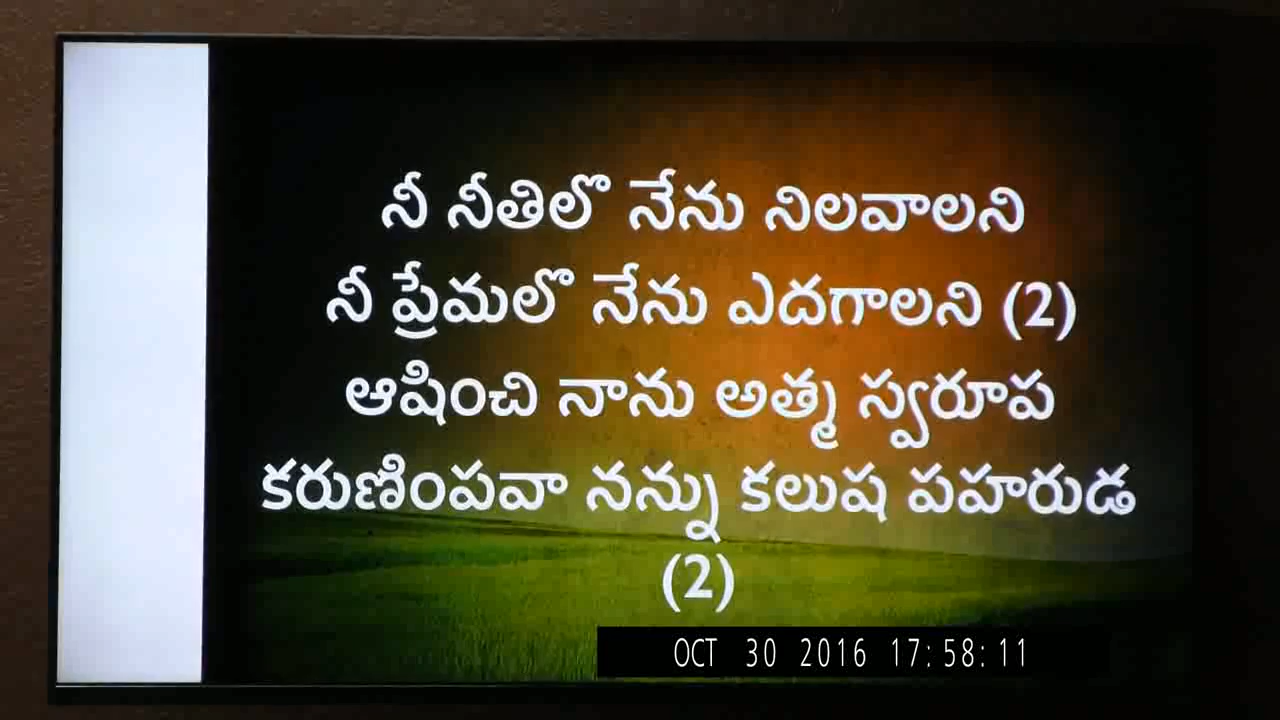 నీ నీతిలొ నేను నిలవాలని
నీ ప్రేమలొ నేను ఎదగాలని (2)
ఆషించి నాను అత్మ స్వరూప
కరుణింపవా నన్ను కలుష పహరుడ
(2)
OCT 30 2016 17:58:11